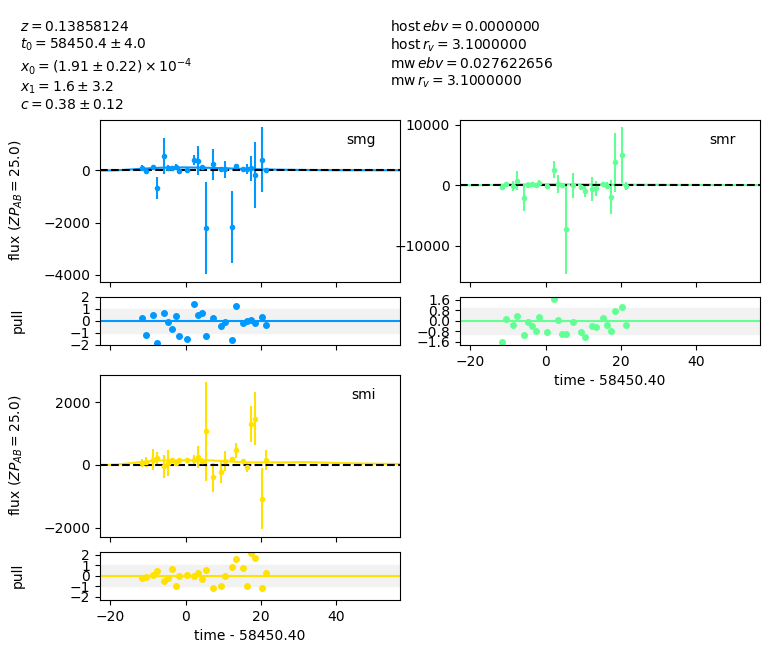 z = 0.13858124
t₀ = 58450.4 ± 4.0
x₀ = (1.91 ± 0.22) × 10⁻⁴
x₁ = 1.6 ± 3.2
c = 0.38 ± 0.12
host ebv = 0.0000000
host r_v = 3.1000000
mw ebv = 0.027622656
mw r_v = 3.1000000
smg
flux (ZP_AB = 25.0)
0
−2000
−4000
smr
10000
0
−10000
pull
2
1
0
−1
−2
1.6
0.8
0.0
−0.8
−1.6
−20
0
20
40
time - 58450.40
smi
flux (ZP_AB = 25.0)
2000
0
−2000
pull
2
1
0
−1
−2
−20
0
20
40
time - 58450.40